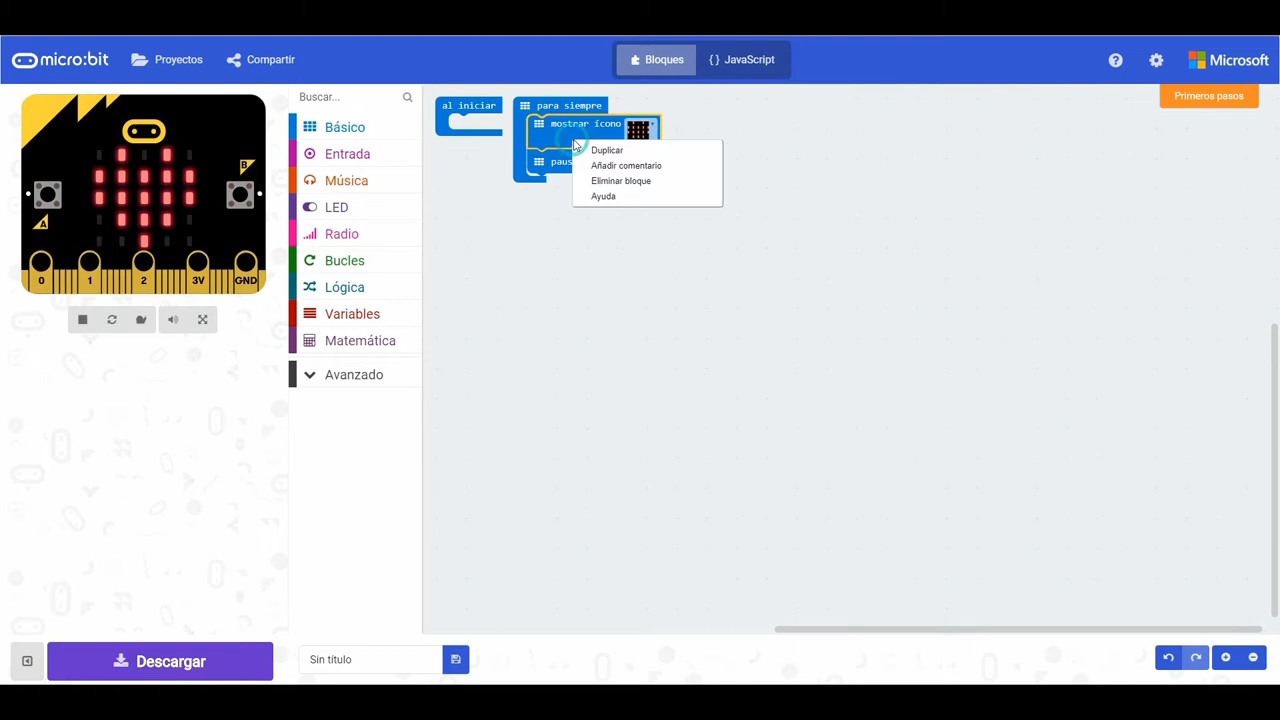 micro:bit
Proyectos
Compartir
Bloques
{ } JavaScript
Microsoft
Primeros pasos
B
A
0 1 2 3V GND
Descargar
Buscar...
Básico
Entrada
Música
LED
Radio
Bucles
Lógica
Variables
Matemática
Avanzado
al iniciar
para siempre
mostrar ícono
Duplicar
Añadir comentario
Eliminar bloque
Ayuda
Sin título